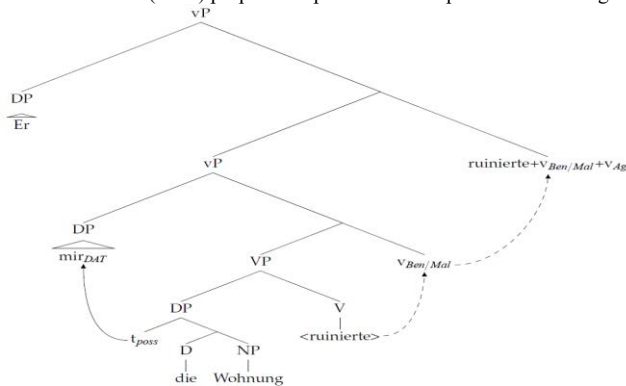 vP
DP
Er
vP
ruinierte+vBen/Mal+vAg
DP
mirDAT
VP
vBen/Mal
DP
V
tposs
<ruinierte>
D
NP
die
Wohnung